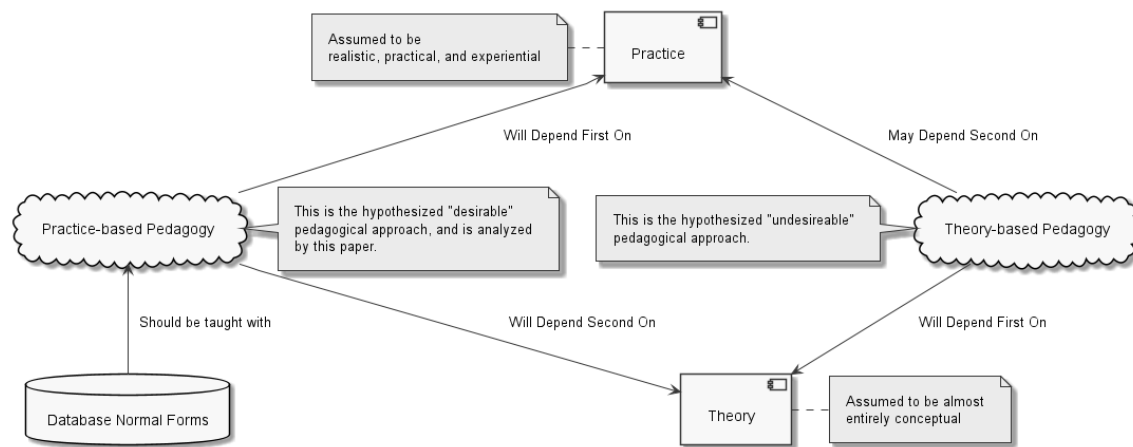 Assumed to be
realistic, practical, and experiential
Practice
Will Depend First On
May Depend Second On
Practice-based Pedagogy
This is the hypothesized "desirable"
pedagogical approach, and is analyzed
by this paper.
This is the hypothesized "undesireable"
pedagogical approach.
Theory-based Pedagogy
Should be taught with
Will Depend Second On
Will Depend First On
Database Normal Forms
Theory
Assumed to be almost
entirely conceptual